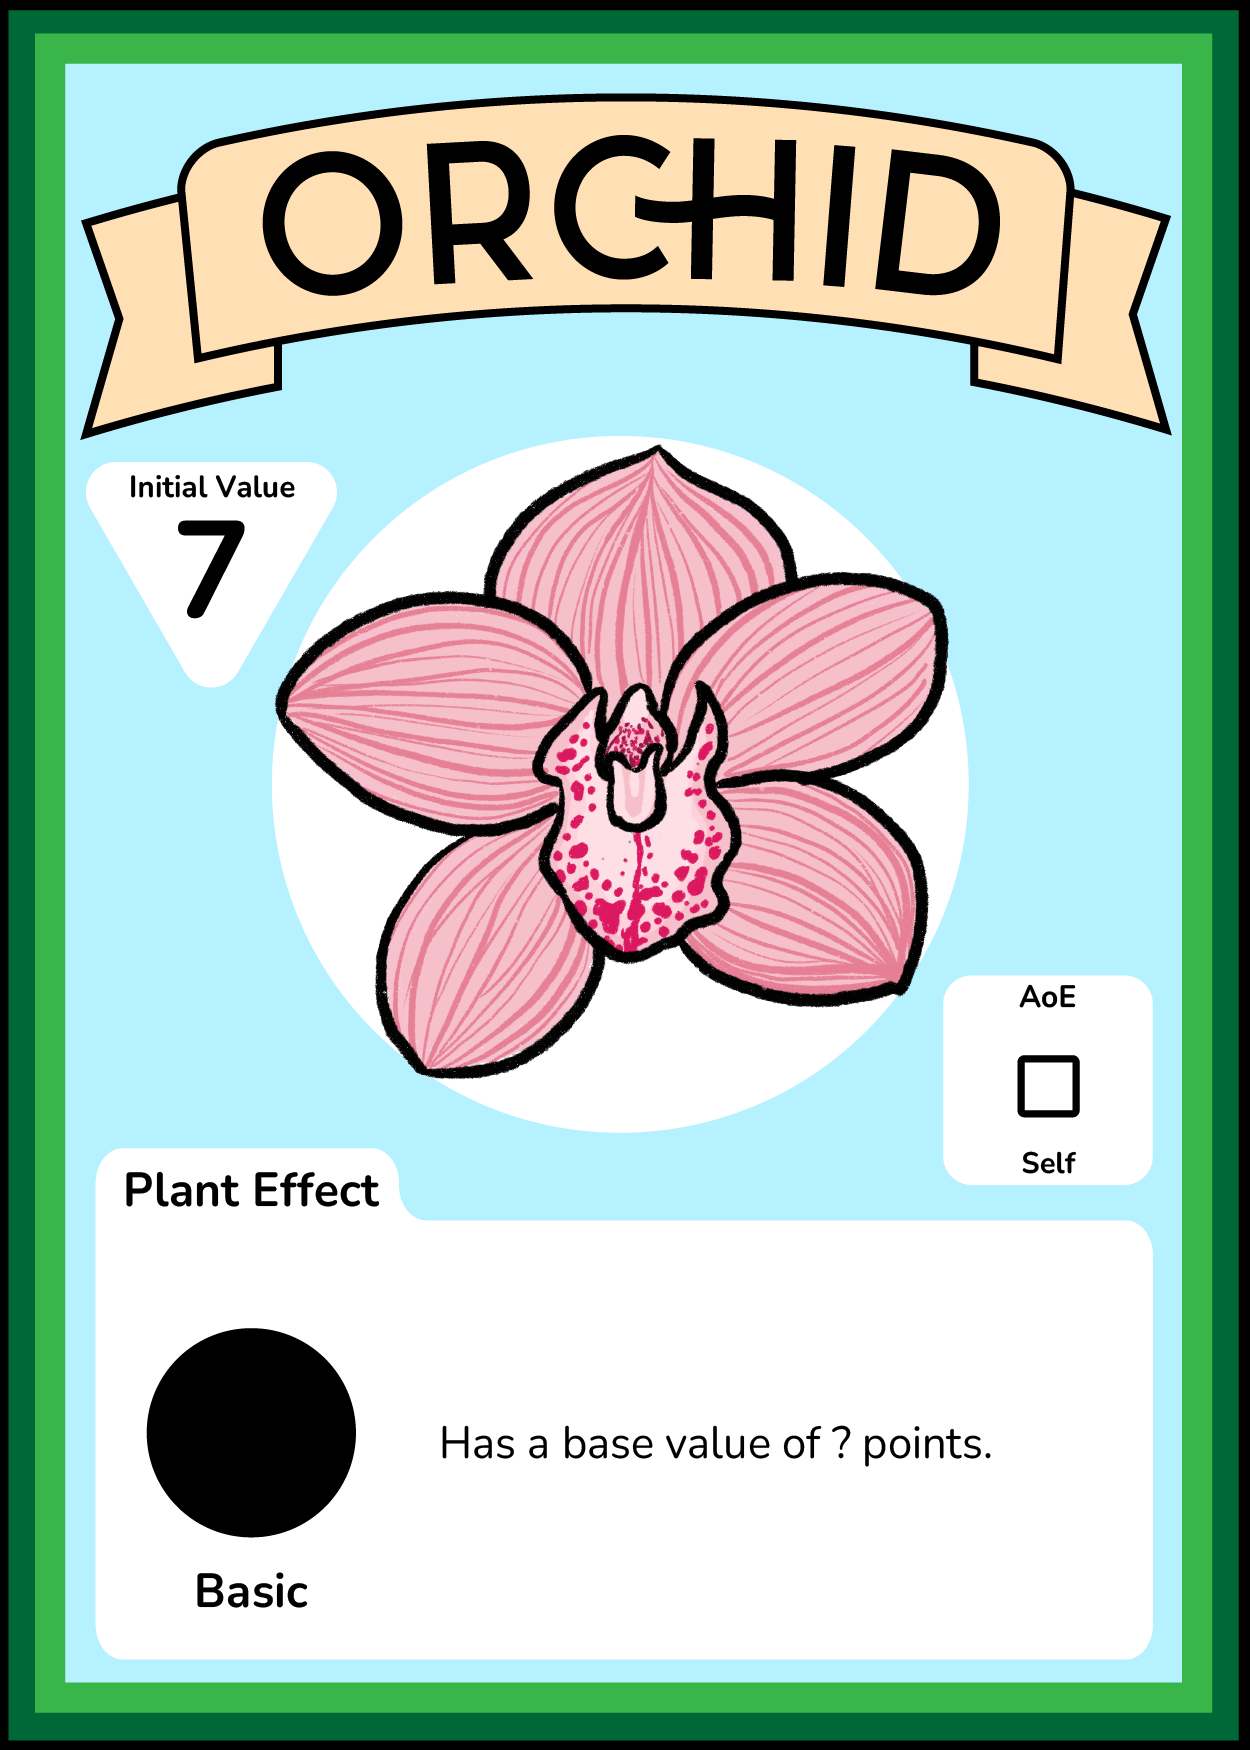 ORCHID
Initial Value
7
AoE
Self
Plant Effect
Has a base value of ? points.
Basic